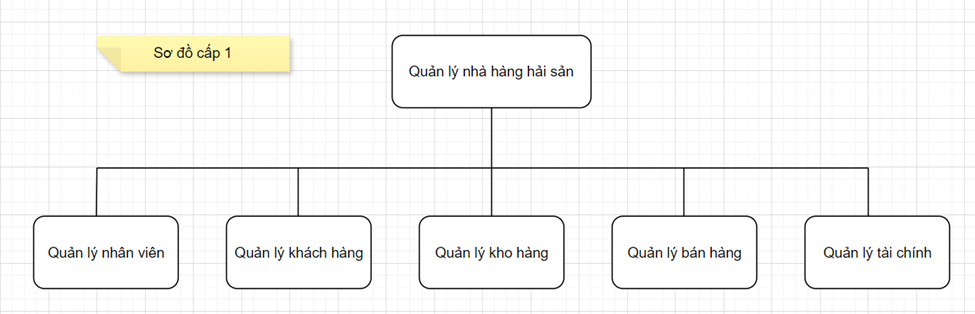 Sơ đồ cấp 1
Quản lý nhà hàng hải sản
Quản lý nhân viên
Quản lý khách hàng
Quản lý kho hàng
Quản lý bán hàng
Quản lý tài chính